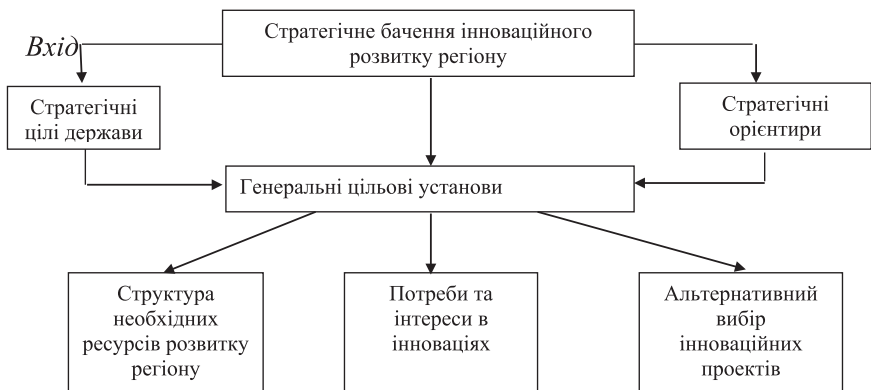 Стратегічне бачення інноваційного
розвитку регіону
Вхід
Стратегічні
цілі держави
Стратегічні
орієнтири
Генеральні цільові установи
Структура
необхідних
ресурсів розвитку
регіону
Потреби та
інтереси в
інноваціях
Альтернативний
вибір
інноваційних
проектів